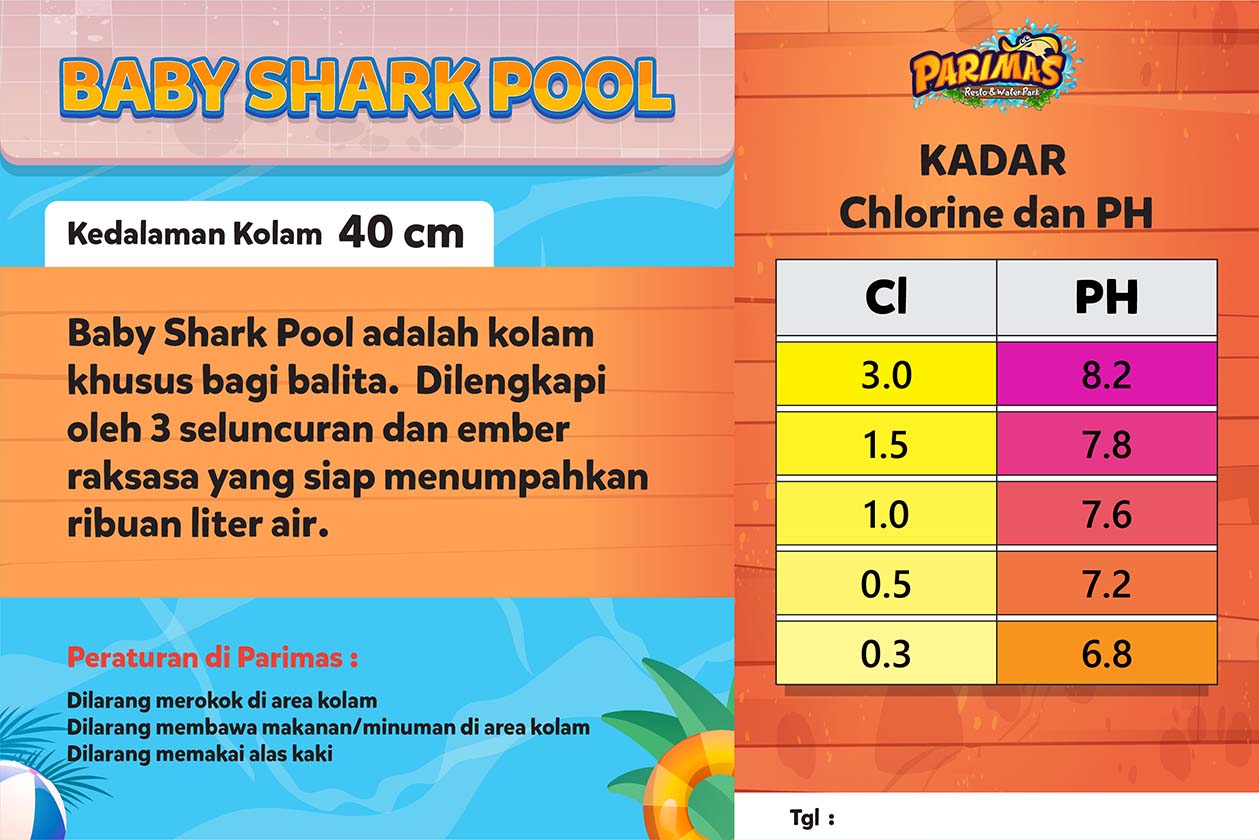 BABY SHARK POOL
Kedalaman Kolam 40 cm
Baby Shark Pool adalah kolam
khusus bagi balita. Dilengkapi
oleh 3 seluncuran dan ember
raksasa yang siap menumpahkan
ribuan liter air.
Peraturan di Parimas :
Dilarang merokok di area kolam
Dilarang membawa makanan/minuman di area kolam
Dilarang memakai alas kaki
PARIMAS
Resto & Water Park
KADAR
Chlorine dan PH
Cl PH
3.0 8.2
1.5 7.8
1.0 7.6
0.5 7.2
0.3 6.8
Tgl :